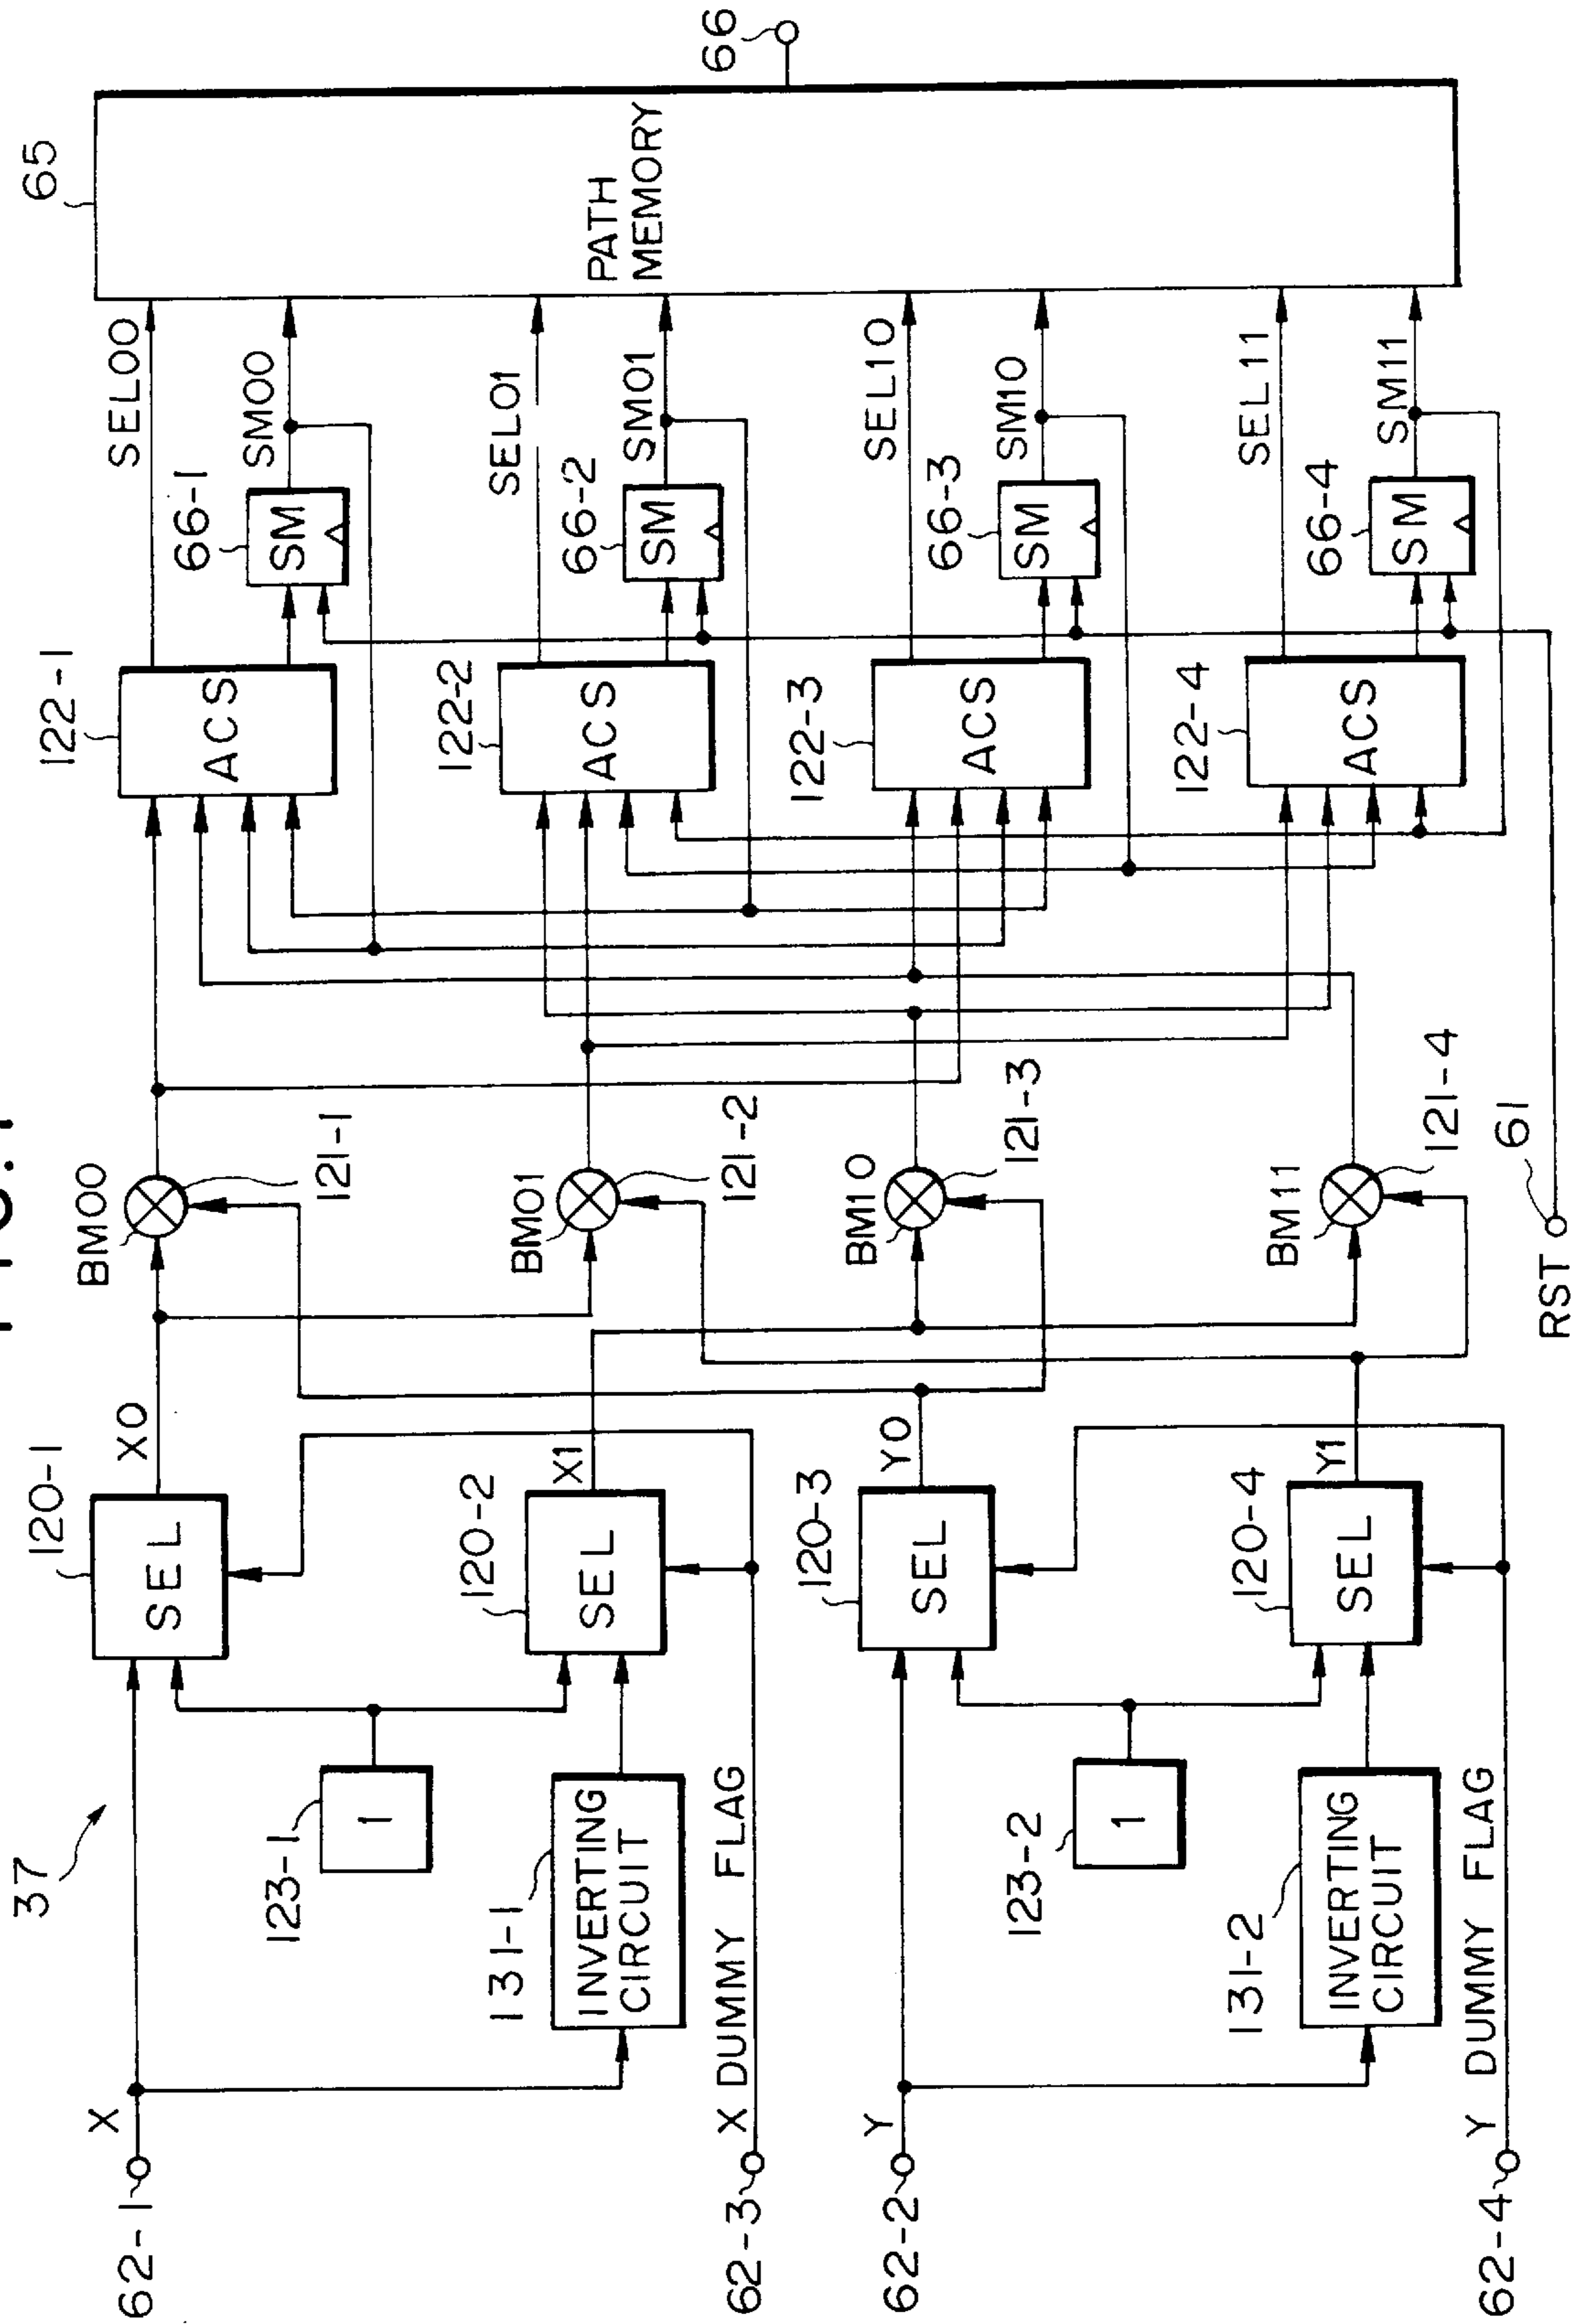 37
62-1
X
123-1
1
131-1
INVERTING
CIRCUIT
62-3
X DUMMY FLAG
120-1
SEL
X0
120-2
SEL
X1
62-2
Y
123-2
1
131-2
INVERTING
CIRCUIT
62-4
Y DUMMY FLAG
120-3
SEL
Y0
120-4
SEL
Y1
BM00
121-1
BM01
121-2
BM10
121-3
BM11
121-4
RST
61
122-1
ACS
122-2
ACS
122-3
ACS
122-4
ACS
SEL00
66-1
SM
SM00
SEL01
66-2
SM
SM01
SEL10
66-3
SM
SM10
SEL11
66-4
SM
SM11
65
PATH
MEMORY
66